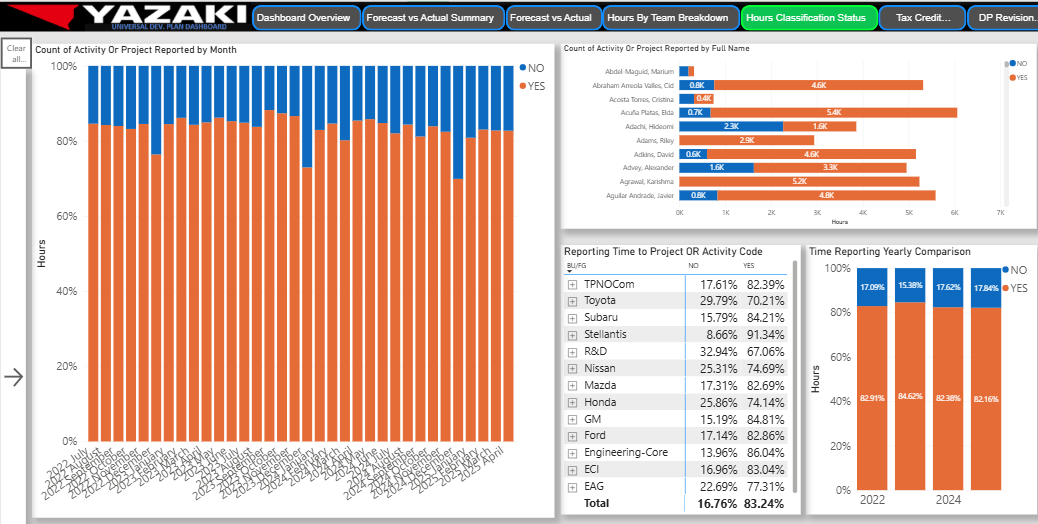 YAZAKI
UNIVERSAL DEV. PLAN DASHBOARD
Dashboard Overview
Forecast vs Actual Summary
Forecast vs Actual
Hours By Team Breakdown
Hours Classification Status
Tax Credit...
DP Revision...
Clear
all...
Count of Activity Or Project Reported by Month
100%
80%
60%
40%
20%
0%
Hours
NO
YES
2022 July
Count of Activity Or Project Reported by Full Name
NO
YES
Abdel-Maguid, Marium
Abraham Areola Valles, Cid 0.8K 4.6K
Acosta Torres, Cristina 0.4K
Acuña Platas, Elda 0.7K 5.4K
Adachi, Hideomi 2.3K 1.6K
Adams, Riley 2.9K
Adkins, David 0.6K 4.6K
Advey, Alexander 1.6K 3.3K
Agrawal, Karishma 5.2K
Aguilar Andrade, Javier 0.8K 4.8K
0K 1K 2K 3K 4K 5K 6K 7K
Hours
Reporting Time to Project OR Activity Code
BU/FG NO YES
TPNOCom 17.61% 82.39%
Toyota 29.79% 70.21%
Subaru 15.79% 84.21%
Stellantis 8.66% 91.34%
R&D 32.94% 67.06%
Nissan 25.31% 74.69%
Mazda 17.31% 82.69%
Honda 25.86% 74.14%
GM 15.19% 84.81%
Ford 17.14% 82.86%
Engineering-Core 13.96% 86.04%
ECI 16.96% 83.04%
EAG 22.69% 77.31%
Total 16.76% 83.24%
Time Reporting Yearly Comparison
100%
80%
60%
40%
20%
0%
Hours
NO
YES
17.09% 15.38% 17.62% 17.84%
82.91% 84.62% 82.38% 82.16%
2022 2024